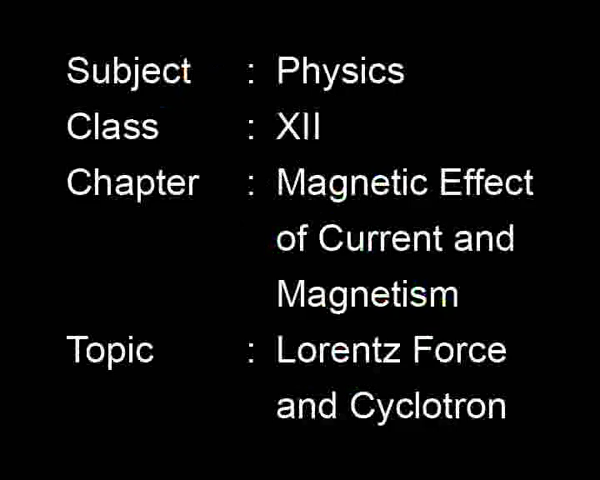 Subject : Physics
Class : XII
Chapter : Magnetic Effect
of Current and
Magnetism
Topic : Lorentz Force
and Cyclotron